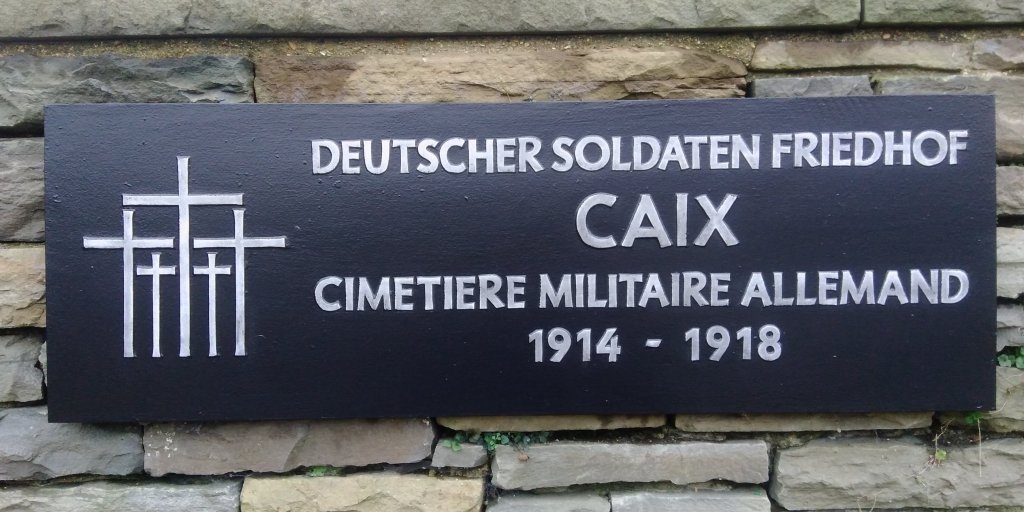 DEUTSCHER SOLDATEN FRIEDHOF
CAIX
CIMETIERE MILITAIRE ALLEMAND
1914 - 1918